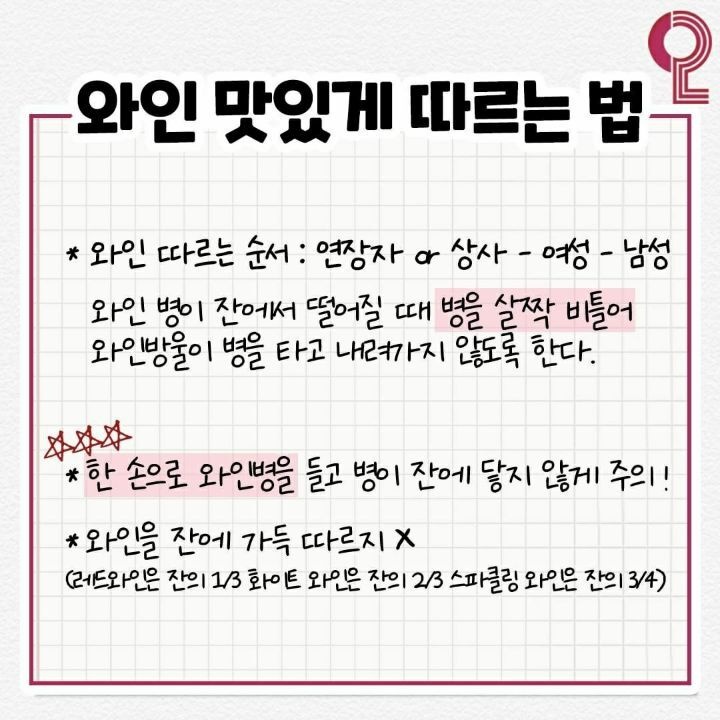 와인 맛있게 따르는 법
* 와인 따르는 순서 : 연장자 or 상사 - 여성 - 남성
와인 병이 잔에서 떨어질 때 병을 살짝 비틀어
와인방울이 병을 타고 내려가지 않도록 한다.
* 한 손으로 와인병을 들고 병이 잔에 닿지 않게 주의!
* 와인을 잔에 가득 따르지 X
(레드와인은 잔의 1/3 화이트 와인은 잔의 2/3 스파클링 와인은 잔의 3/4)